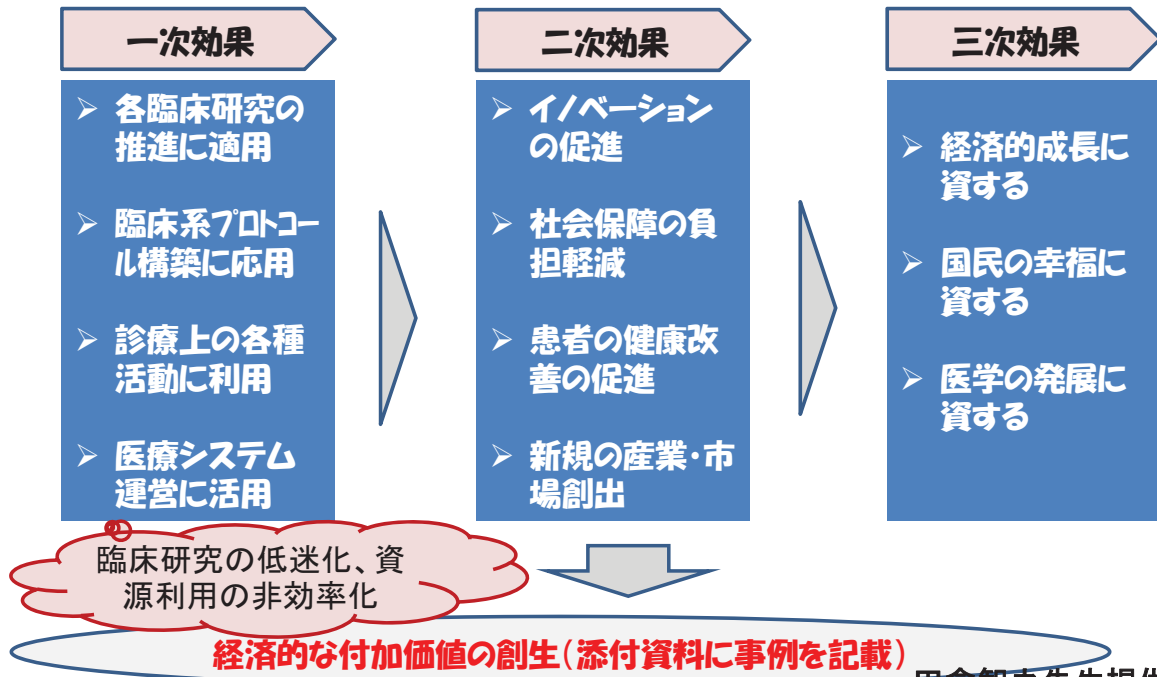 一次効果
➢ 各臨床研究の
推進に適用
➢ 臨床系プロトコー
ル構築に応用
➢ 診療上の各種
活動に利用
➢ 医療システム
運営に活用
二次効果
➢ イノベーション
の促進
➢ 社会保障の負
担軽減
➢ 患者の健康改
善の促進
➢ 新規の産業・市
場創出
三次効果
➢ 経済的成長に
資する
➢ 国民の幸福に
資する
➢ 医学の発展に
資する
臨床研究の低迷化、資
源利用の非効率化
経済的な付加価値の創生(添付資料に事例を記載)